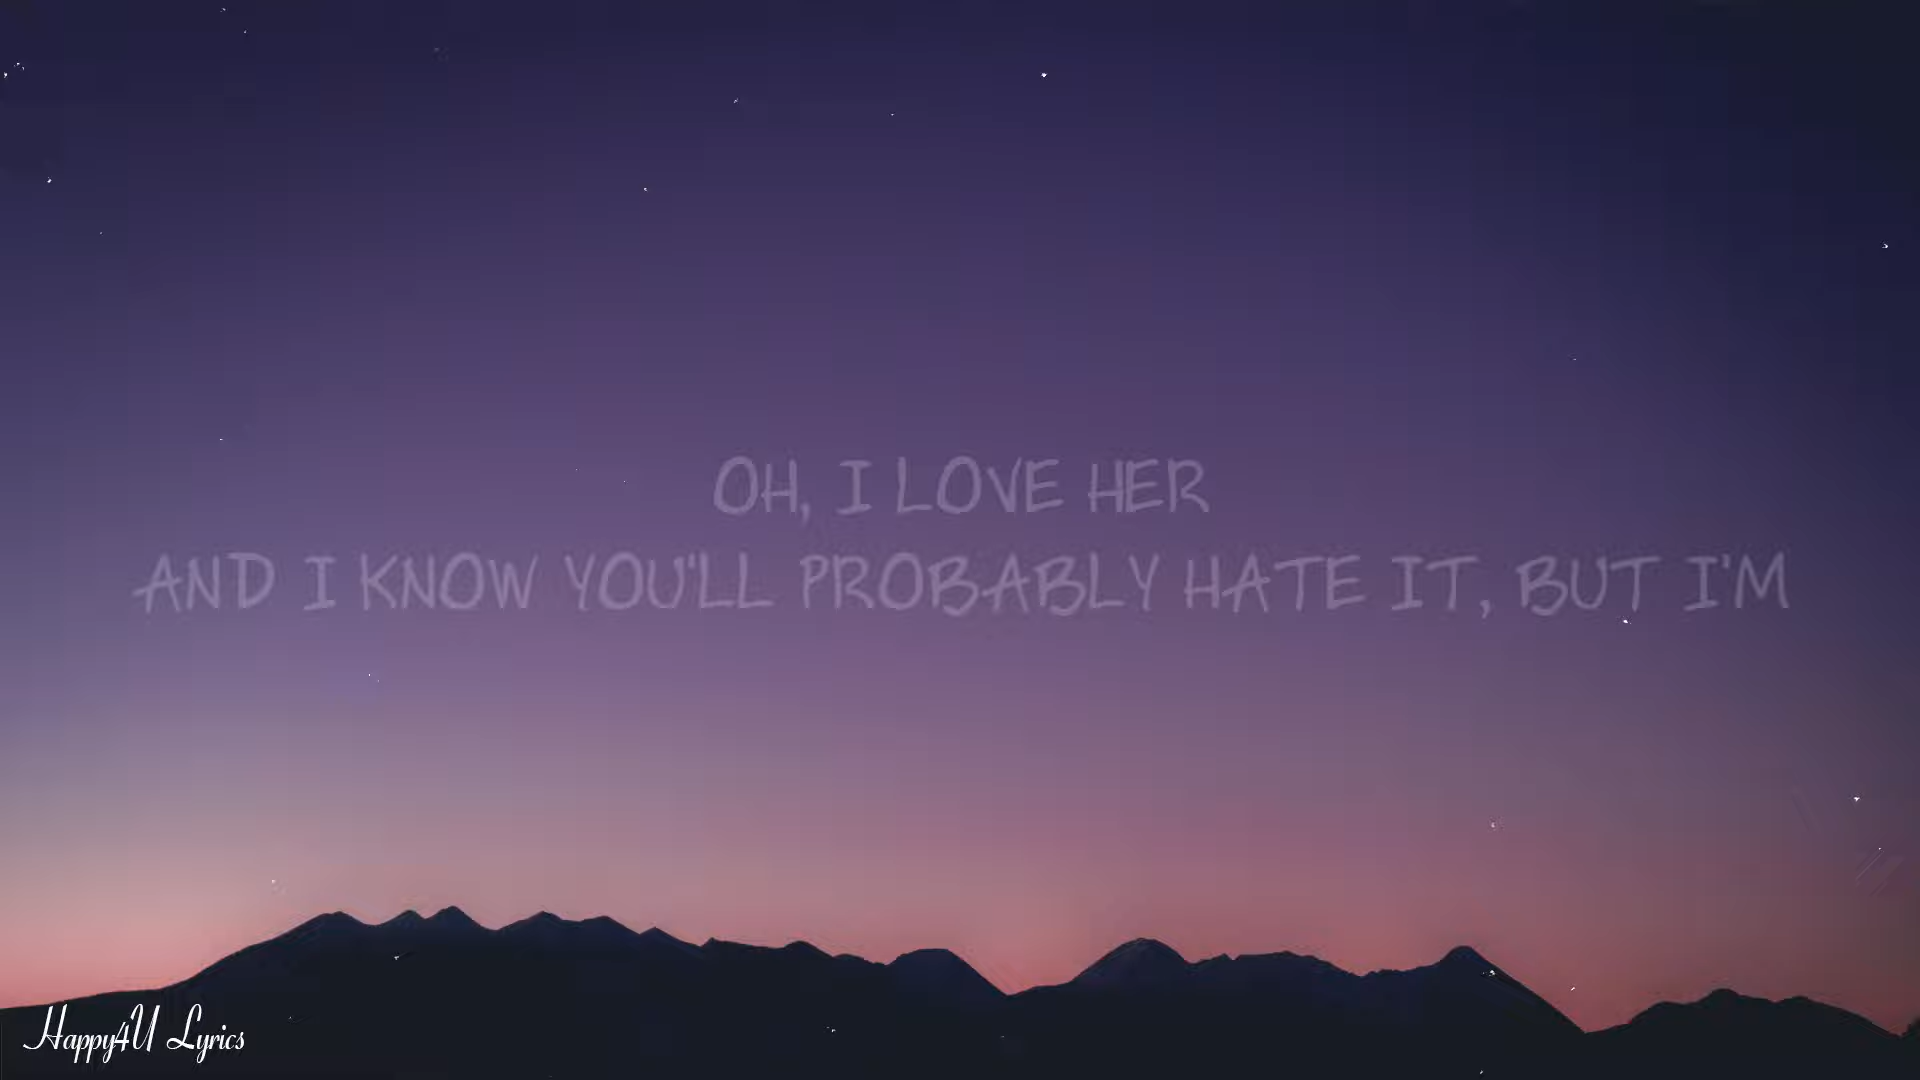 OH, I LOVE HER
AND I KNOW YOU'LL PROBABLY HATE IT, BUT I'M
Happy4U Lyrics